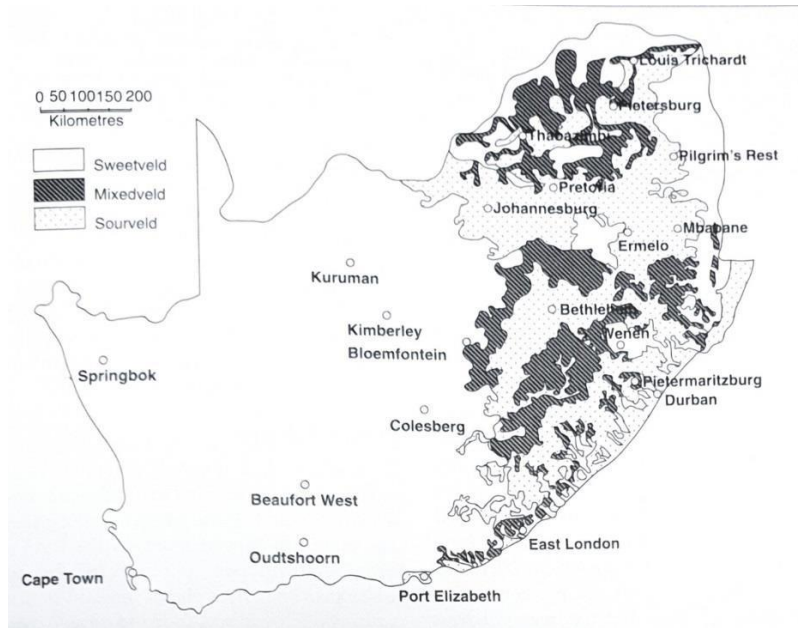 0 50 100 150 200
Kilometres
Sweetveld
Mixedveld
Sourveld
Louis Trichardt
Pietersburg
Thabazimbi
Pilgrim's Rest
Pretoria
Johannesburg
Mbabane
Ermelo
Kuruman
Bethlehem
Kimberley
Wenen
Bloemfontein
Springbok
Pietermaritzburg
Durban
Colesberg
Beaufort West
Oudtshoorn
East London
Cape Town
Port Elizabeth